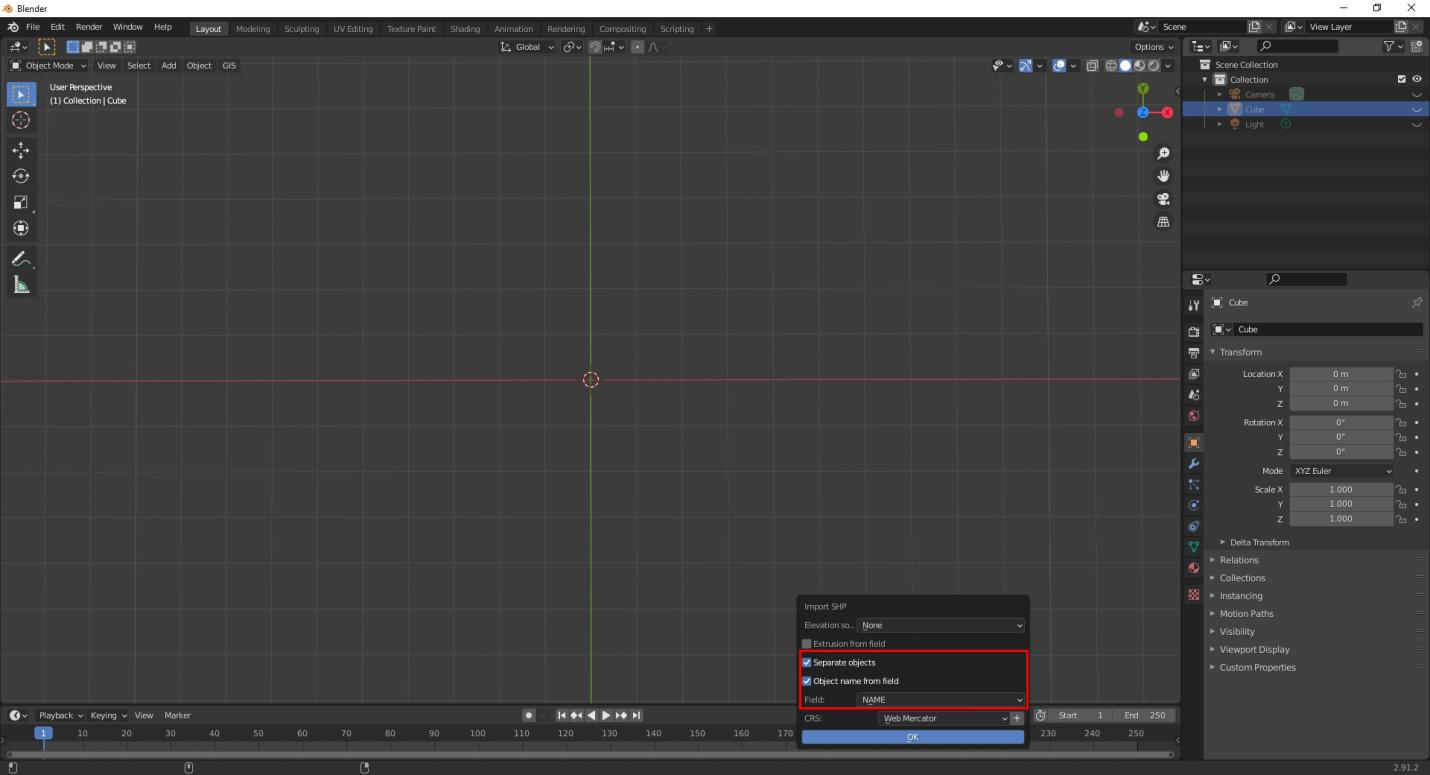 Blender
File Edit Render Window Help Layout Modeling Sculpting UV Editing Texture Paint Shading Animation Rendering Compositing Scripting + Scene View Layer
Global Options
Object Mode View Select Add Object GIS
User Perspective
(1) Collection | Cube
Y
Z X
Scene Collection
Collection
Camera
Cube
Light
Cube
Cube
Transform
Location X 0 m
Y 0 m
Z 0 m
Rotation X 0°
Y 0°
Z 0°
Mode XYZ Euler
Scale X 1.000
Y 1.000
Z 1.000
Delta Transform
Relations
Collections
Instancing
Motion Paths
Visibility
Viewport Display
Custom Properties
Import SHP
Elevation so... None
Extrusion from field
Separate objects
Object name from field
Field: NAME
CRS: Web Mercator +
OK
Playback Keying View Marker Start 1 End 250
1 10 20 30 40 50 60 70 80 90 100 110 120 130 140 150 160 170 230 240 250
2.91.2